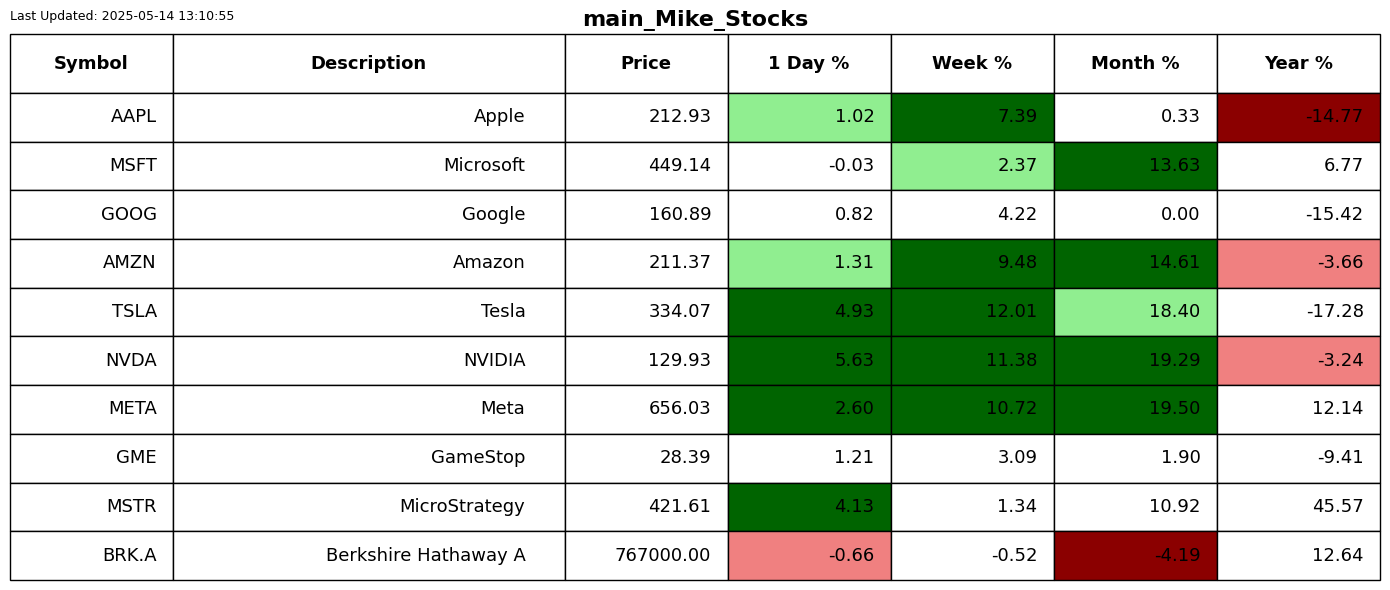 Last Updated: 2025-05-14 13:10:55
main_Mike_Stocks
Symbol Description Price 1 Day % Week % Month % Year %
AAPL Apple 212.93 1.02 7.39 0.33 -14.77
MSFT Microsoft 449.14 -0.03 2.37 13.63 6.77
GOOG Google 160.89 0.82 4.22 0.00 -15.42
AMZN Amazon 211.37 1.31 9.48 14.61 -3.66
TSLA Tesla 334.07 4.93 12.01 18.40 -17.28
NVDA NVIDIA 129.93 5.63 11.38 19.29 -3.24
META Meta 656.03 2.60 10.72 19.50 12.14
GME GameStop 28.39 1.21 3.09 1.90 -9.41
MSTR MicroStrategy 421.61 4.13 1.34 10.92 45.57
BRK.A Berkshire Hathaway A 767000.00 -0.66 -0.52 -4.19 12.64